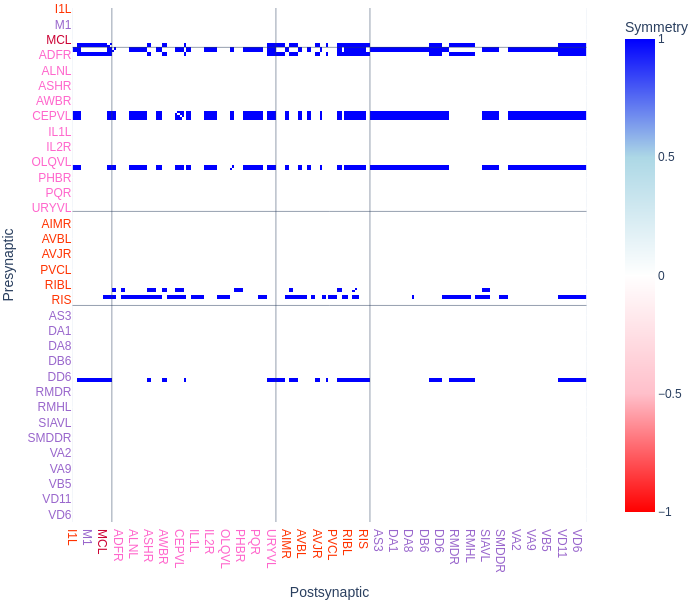 Symmetry
1
0.5
0
−0.5
−1
Presynaptic
I1L
M1
MCL
ADFR
ALNL
ASHR
AWBR
CEPVL
IL1L
IL2R
OLQVL
PHBR
PQR
URYVL
AIMR
AVBL
AVJR
PVCL
RIBL
RIS
AS3
DA1
DA8
DB6
DD6
RMDR
RMHL
SIAVL
SMDDR
VA2
VA9
VB5
VD11
VD6
I1L
M1
MCL
ADFR
ALNL
ASHR
AWBR
CEPVL
IL1L
IL2R
OLQVL
PHBR
PQR
URYVL
AIMR
AVBL
AVJR
PVCL
RIBL
RIS
AS3
DA1
DA8
DB6
DD6
RMDR
RMHL
SIAVL
SMDDR
VA2
VA9
VB5
VD11
VD6
Postsynaptic